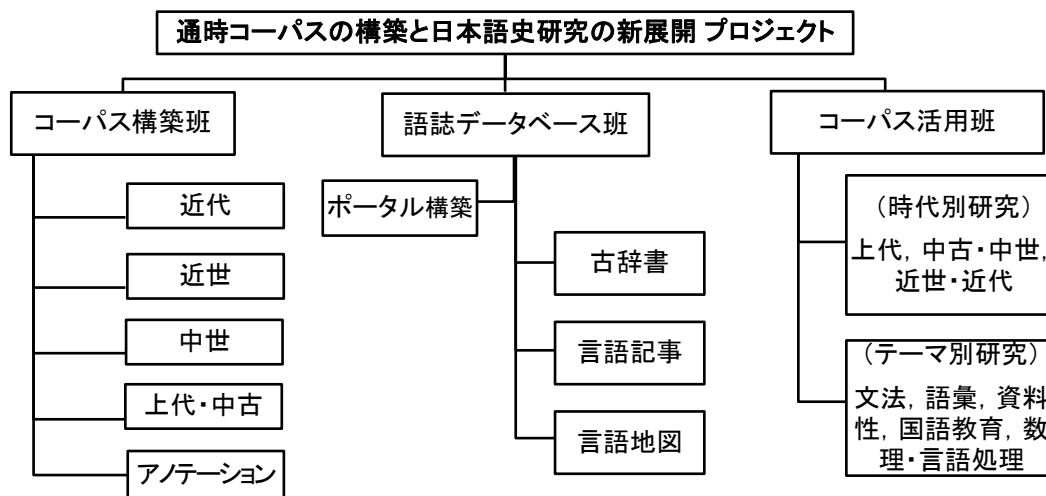 通時コーパスの構築と日本語史研究の新展開 プロジェクト
コーパス構築班
近代
近世
中世
上代・中古
アノテーション
語誌データベース班
ポータル構築
古辞書
言語記事
言語地図
コーパス活用班
（時代別研究）
上代，中古・中世，
近世・近代
（テーマ別研究）
文法，語彙，資料
性，国語教育，数
理・言語処理